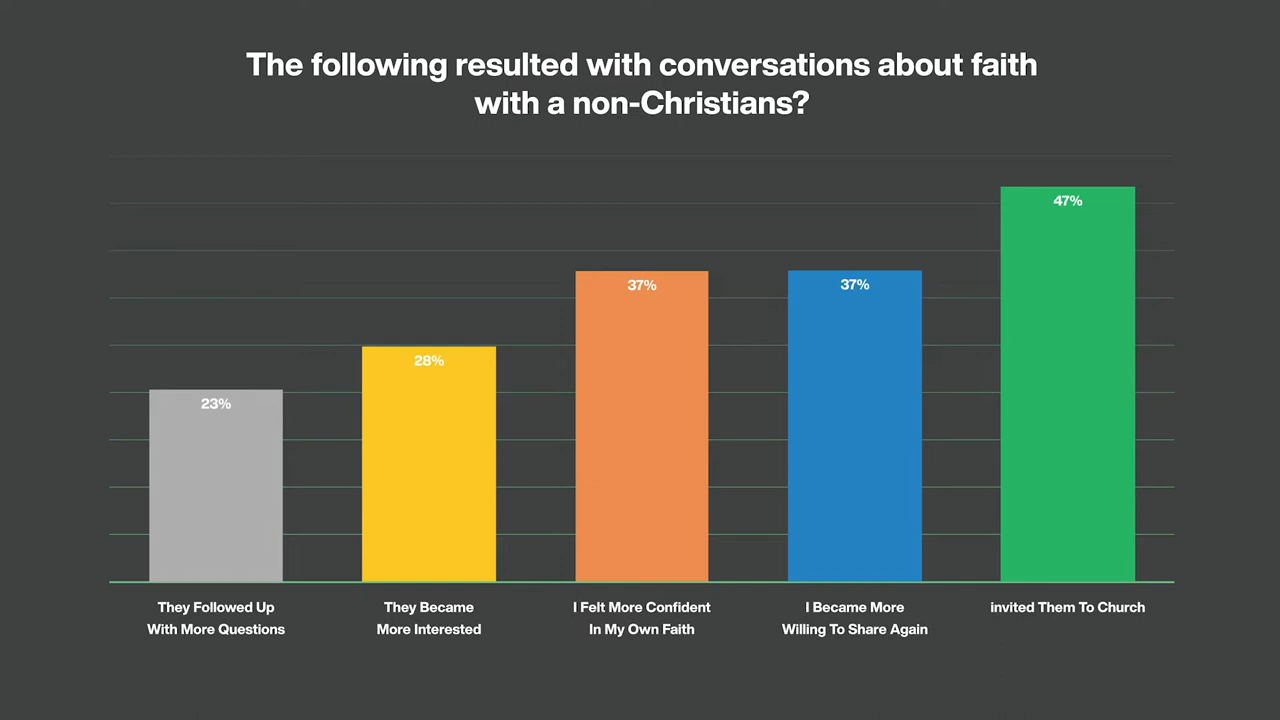 The following resulted with conversations about faith
with a non-Christians?
47%
37%
37%
28%
23%
They Followed Up
With More Questions
They Became
More Interested
I Felt More Confident
In My Own Faith
I Became More
Willing To Share Again
invited Them To Church